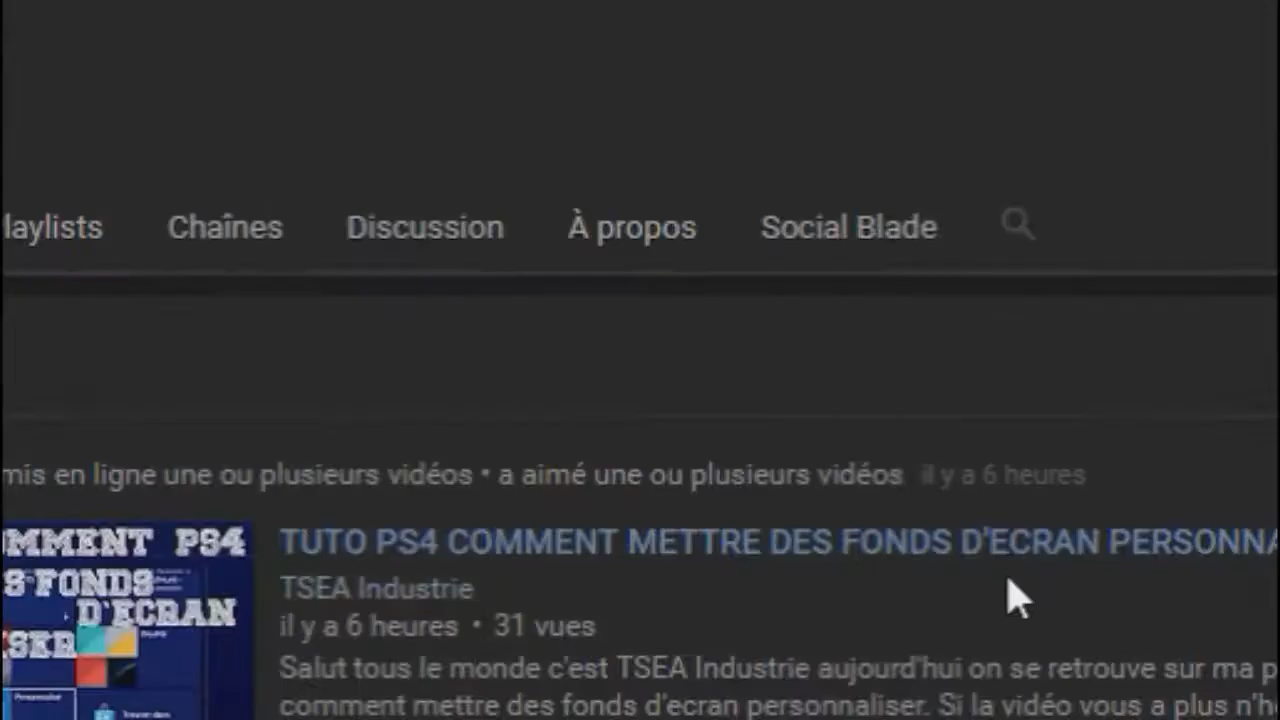 laylists Chaînes Discussion À propos Social Blade
mis en ligne une ou plusieurs vidéos • a aimé une ou plusieurs vidéos il y a 6 heures
OMMENT PS4
S FONDS
D'ECRAN
ISER
TUTO PS4 COMMENT METTRE DES FONDS D'ECRAN PERSONNA
TSEA Industrie
il y a 6 heures • 31 vues
Salut tous le monde c'est TSEA Industrie aujourd'hui on se retrouve sur ma p
comment mettre des fonds d'ecran personnaliser. Si la vidéo vous a plus n'h